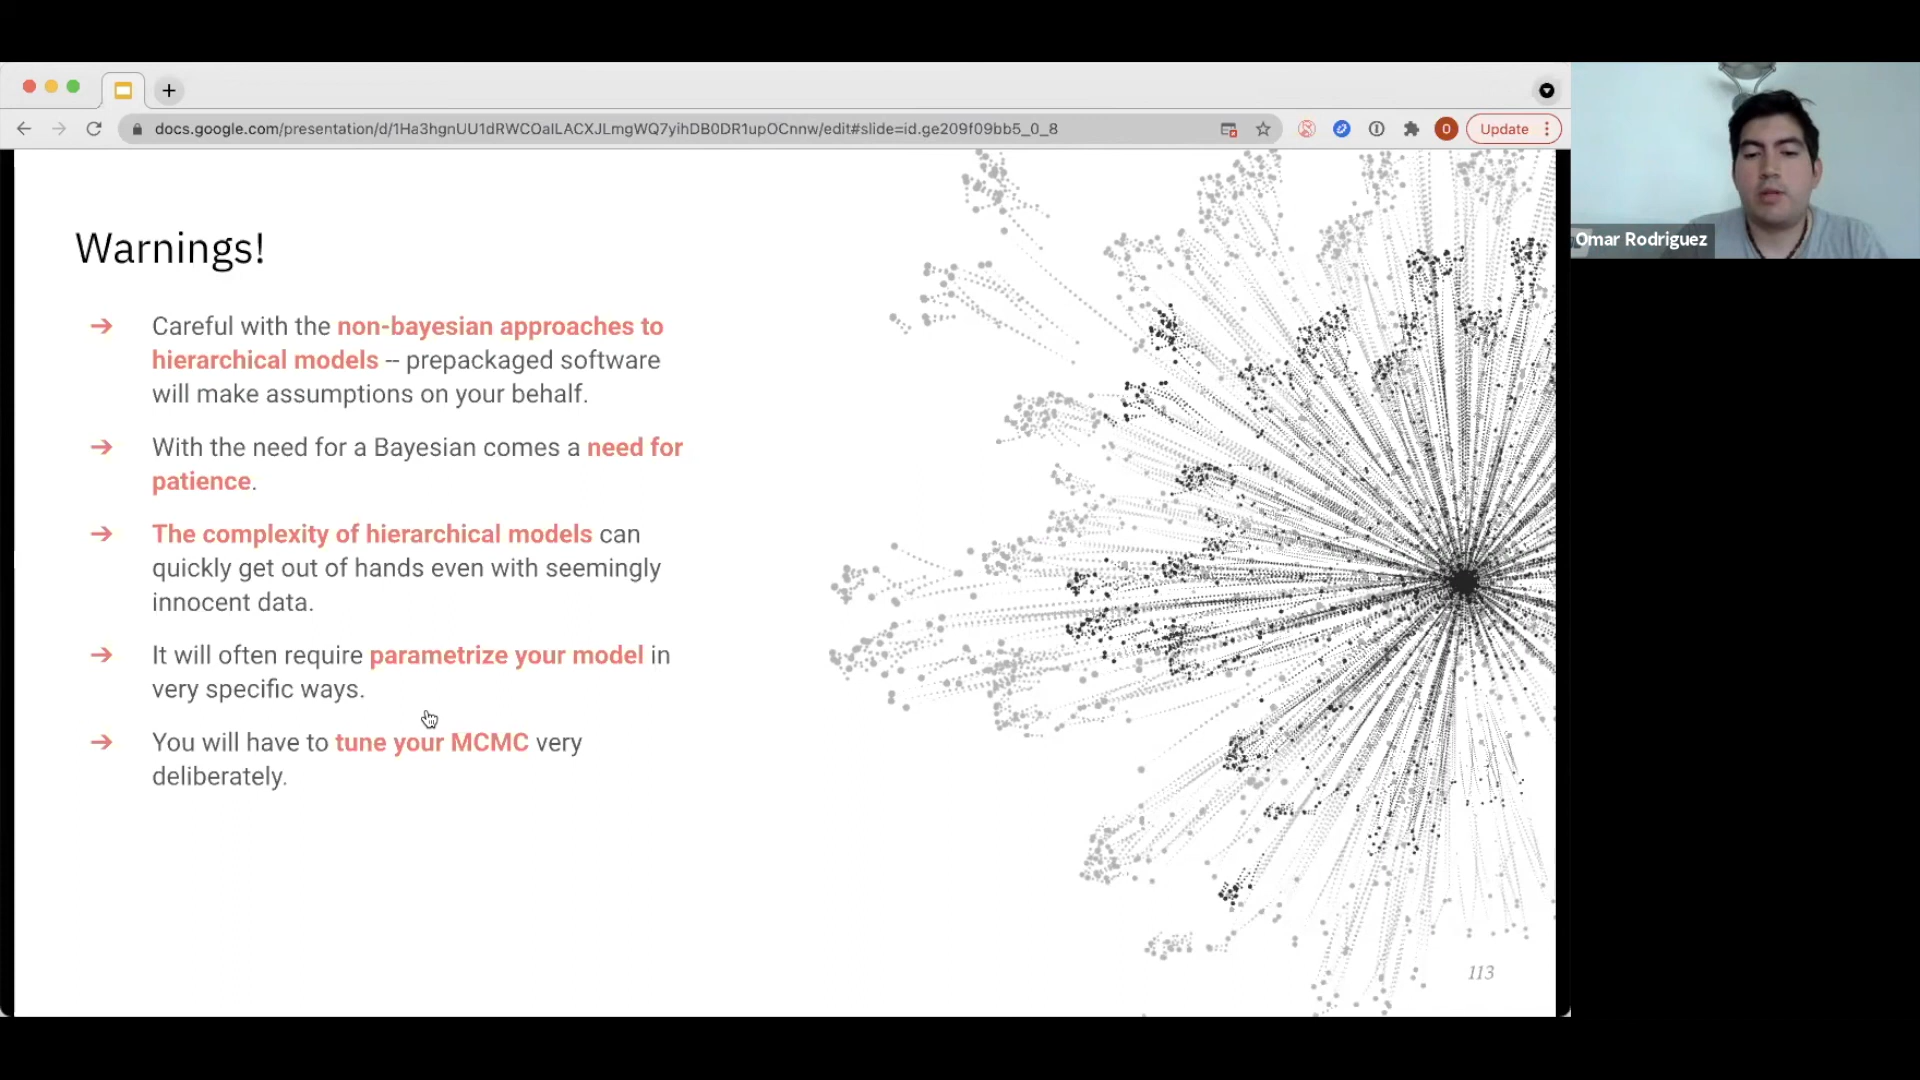 docs.google.com/presentation/d/1Ha3hgnUU1dRWCOalLACXJLmgWQ7yihDB0DR1upOCnnw/edit#slide=id.ge209f09bb5_0_8
O
Update
Omar Rodriguez
Warnings!
Careful with the non-bayesian approaches to
hierarchical models -- prepackaged software
will make assumptions on your behalf.
With the need for a Bayesian comes a need for
patience.
The complexity of hierarchical models can
quickly get out of hands even with seemingly
innocent data.
It will often require parametrize your model in
very specific ways.
You will have to tune your MCMC very
deliberately.
113